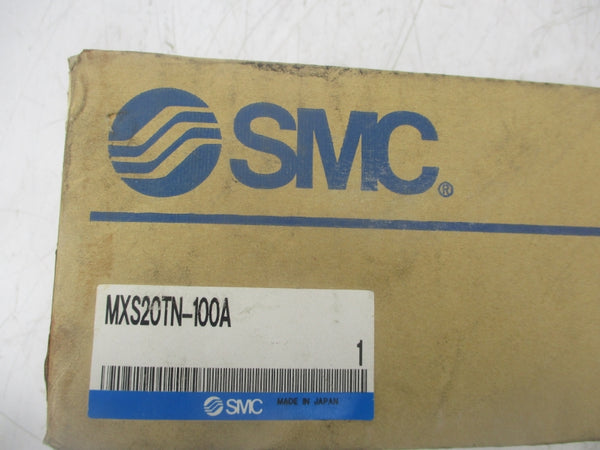 SMC®
MXS20TN-100A
1
SMC MADE IN JAPAN